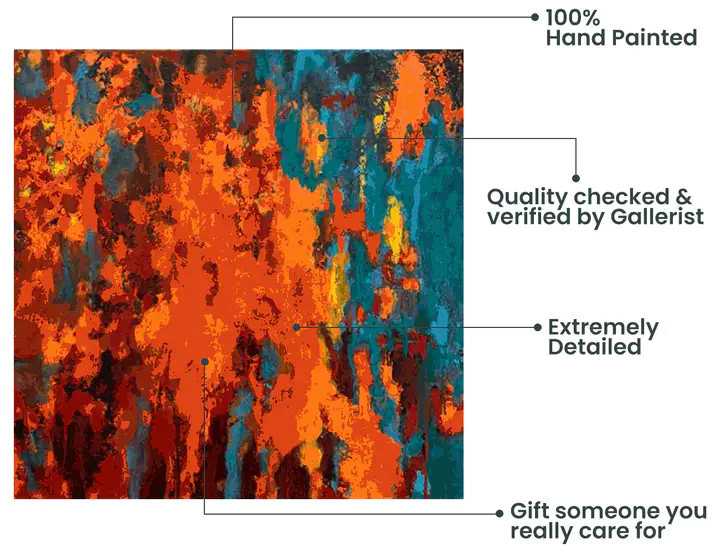 100%
Hand Painted
Quality checked &
verified by Gallerist
Extremely
Detailed
Gift someone you
really care for